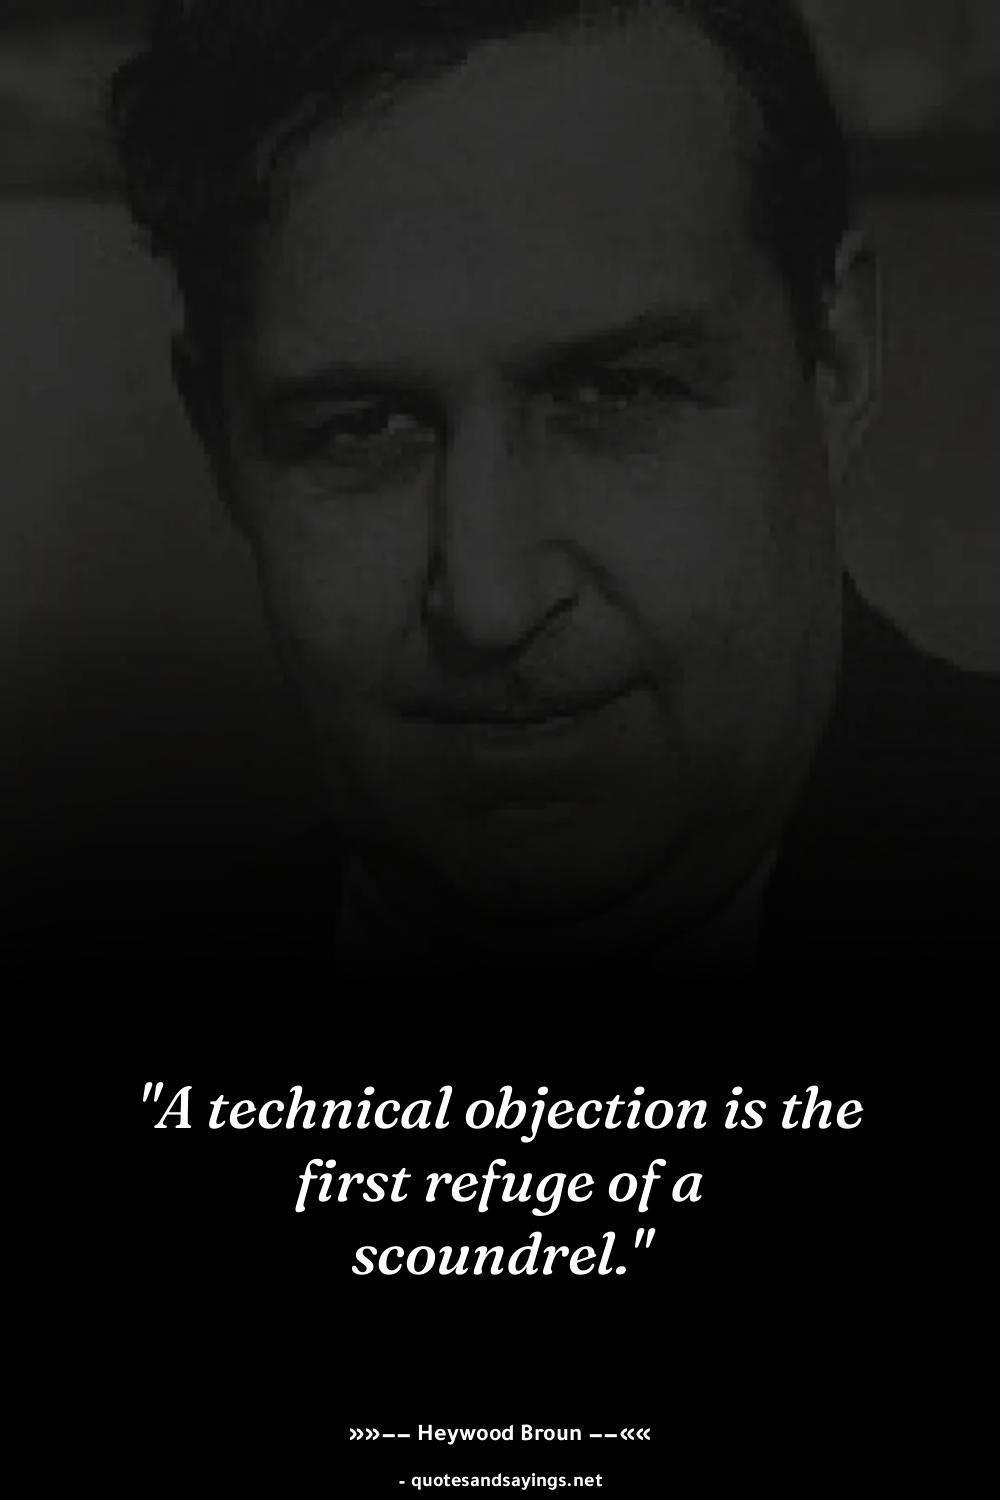 "A technical objection is the
first refuge of a
scoundrel."
»»–– Heywood Broun ––««
- quotesandsayings.net